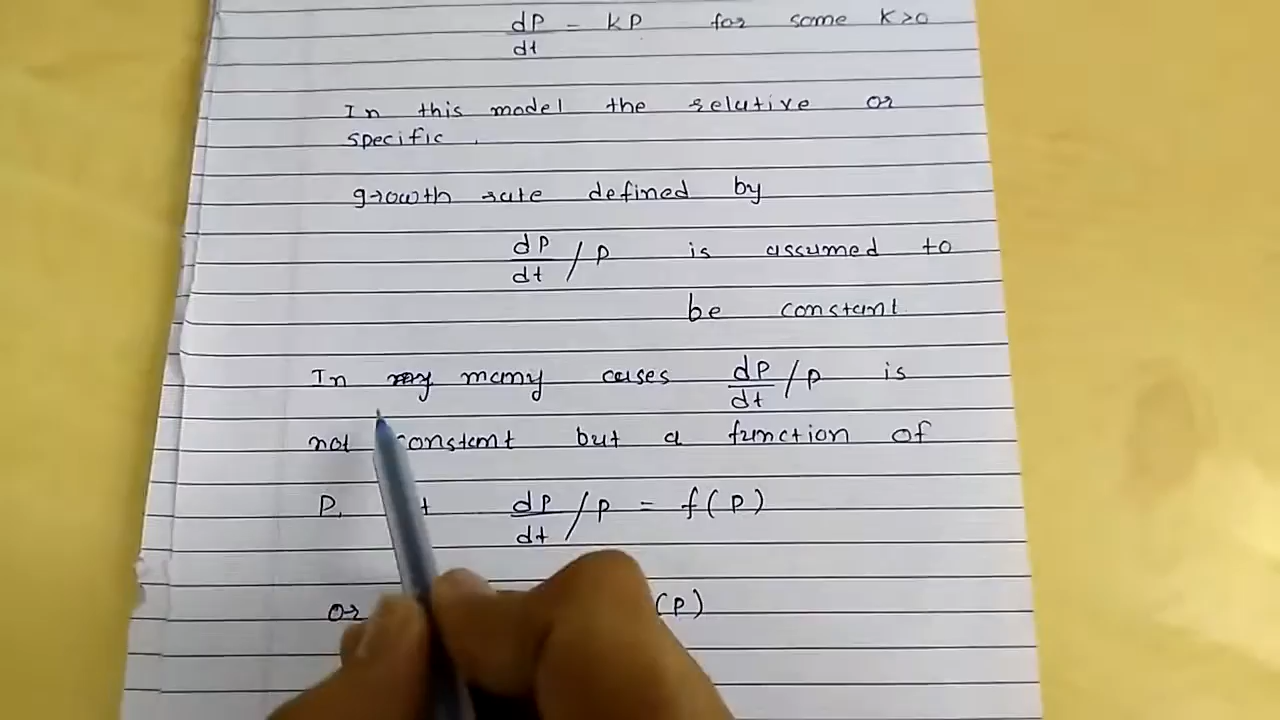 dP/dt = kP for some K>0
In this model the relative or
specific
growth rate defined by
dP/dt / P is assumed to
be constant.
In many cases dP/dt / P is
not constant but a function of
P. dP/dt / P = f(P)
or (P)